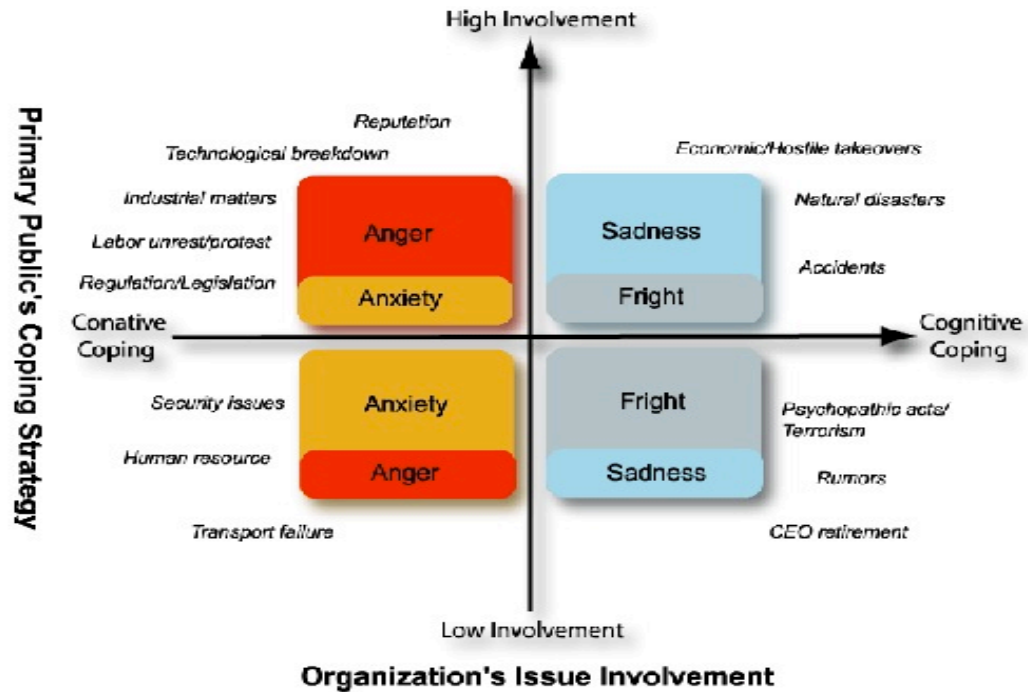 High Involvement
Primary Public's Coping Strategy
Reputation
Technological breakdown
Economic/Hostile takeovers
Industrial matters
Natural disasters
Anger
Sadness
Labor unrest/protest
Accidents
Regulation/Legislation
Anxiety
Fright
Conative
Coping
Cognitive
Coping
Security issues
Anxiety
Fright
Psychopathic acts/
Terrorism
Human resource
Anger
Sadness
Rumors
Transport failure
CEO retirement
Low Involvement
Organization's Issue Involvement